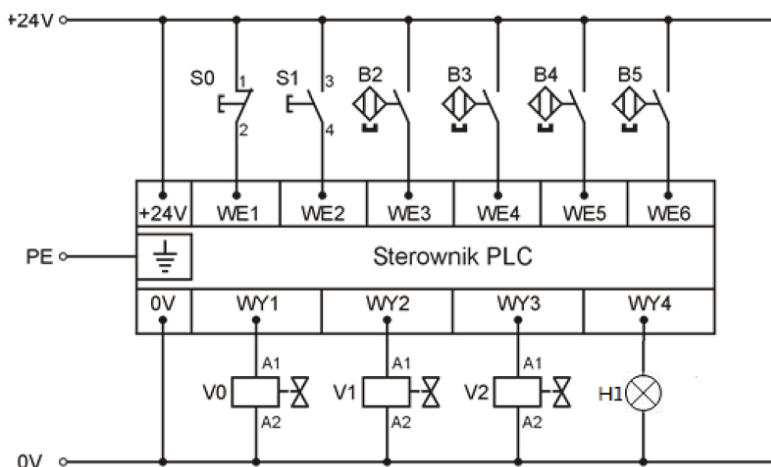 +24V
S0 1 2
S1 3 4
B2
B3
B4
B5
+24V WE1 WE2 WE3 WE4 WE5 WE6
PE
Sterownik PLC
0V WY1 WY2 WY3 WY4
V0 A1 A2
V1 A1 A2
V2 A1 A2
H1
0V